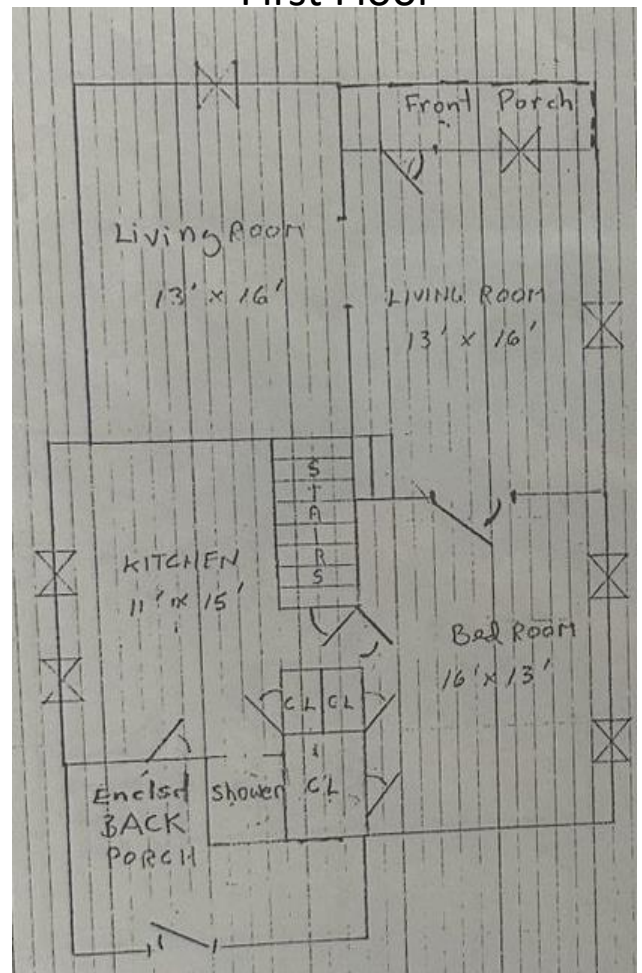 First Floor
Front Porch
Living Room
13' x 16'
LIVING ROOM
13' x 16'
S
T
A
I
R
S
KITCHEN
11' x 15'
Bed ROOM
16' x 13'
CL
CL
Enclsd
BACK
PORCH
Shower
CL